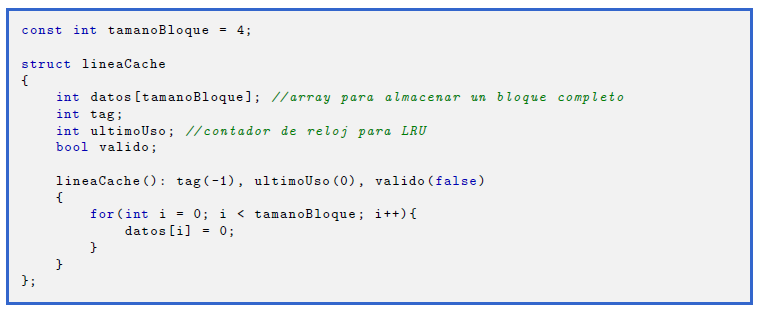 const int tamanoBloque = 4;
struct lineaCache
{
int datos[tamanoBloque]; //array para almacenar un bloque completo
int tag;
int ultimoUso; //contador de reloj para LRU
bool valido;
lineaCache(): tag(-1), ultimoUso(0), valido(false)
{
for(int i = 0; i < tamanoBloque; i++){
datos[i] = 0;
}
}
};